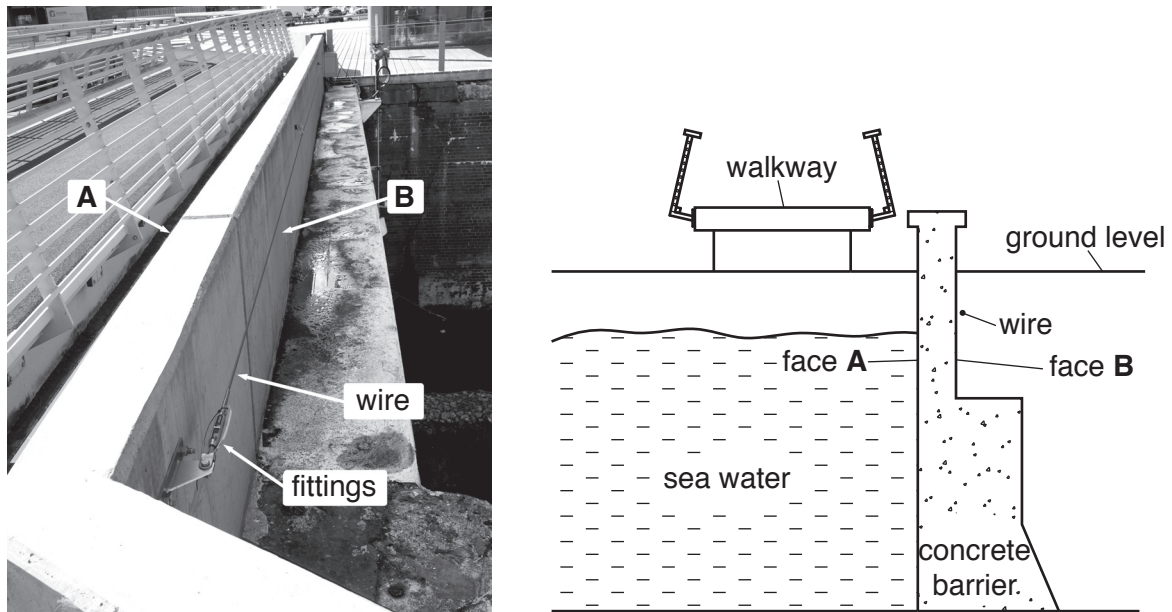 A
B
wire
fittings
walkway
ground level
wire
face A
face B
sea water
concrete
barrier